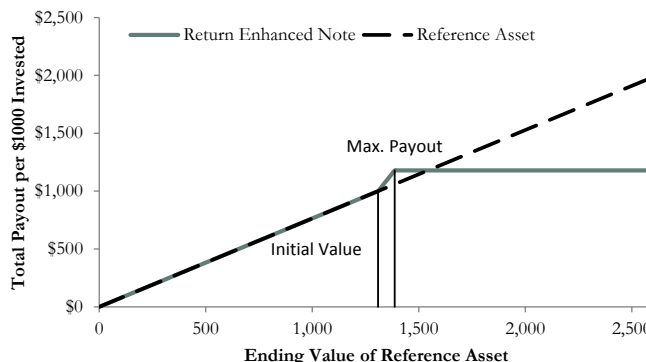 Return Enhanced Note
Reference Asset
Total Payout per $1000 Invested
$2,500
$2,000
$1,500
$1,000
$500
$0
Max. Payout
Initial Value
0
500
1,000
1,500
2,000
2,500
Ending Value of Reference Asset